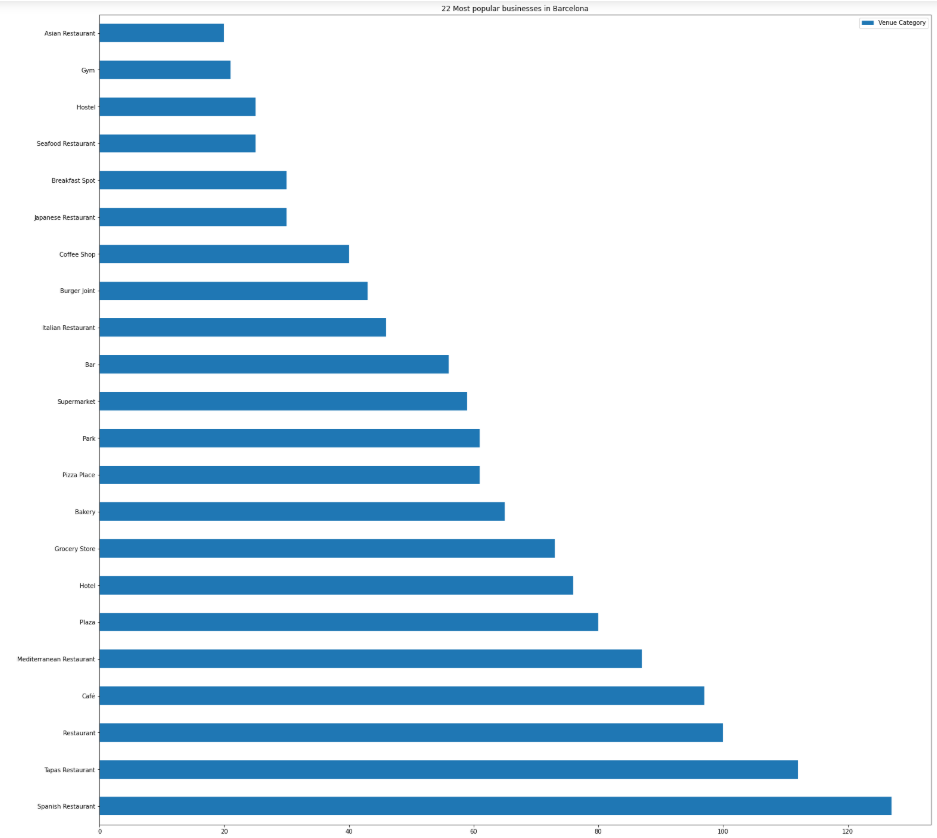 22 Most popular businesses in Barcelona
Venue Category
Asian Restaurant
Gym
Hostel
Seafood Restaurant
Breakfast Spot
Japanese Restaurant
Coffee Shop
Burger Joint
Italian Restaurant
Bar
Supermarket
Park
Pizza Place
Bakery
Grocery Store
Hotel
Plaza
Mediterranean Restaurant
Café
Restaurant
Tapas Restaurant
Spanish Restaurant
0 20 40 60 80 100 120